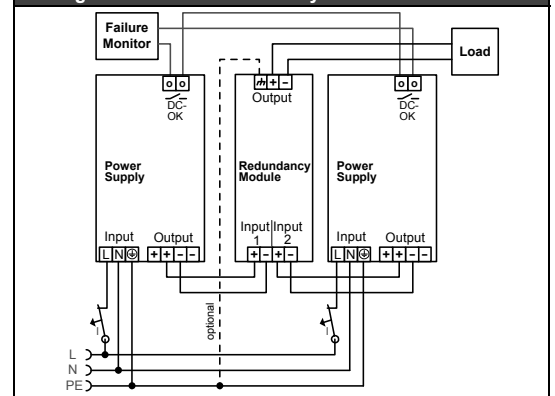 Failure
Monitor
Load
o o
DC-
OK
+ -
Output
o o
DC-
OK
Power
Supply
Redundancy
Module
Power
Supply
Input
Output
Input
1
Input
2
Input
Output
L N
+ + - -
+ - + -
L N
+ + - -
I
I
optional
L
N
PE